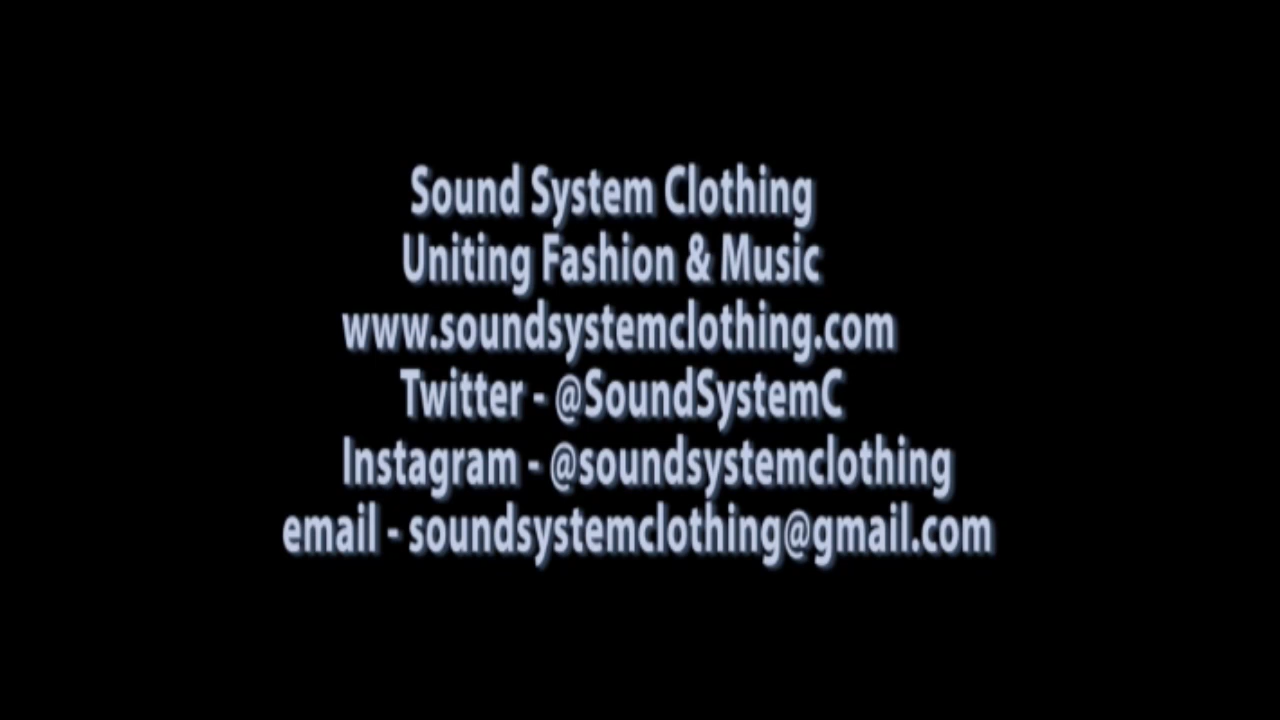 Sound System Clothing
Uniting Fashion & Music
www.soundsystemclothing.com
Twitter - @SoundSystemC
Instagram - @soundsystemclothing
email - soundsystemclothing@gmail.com